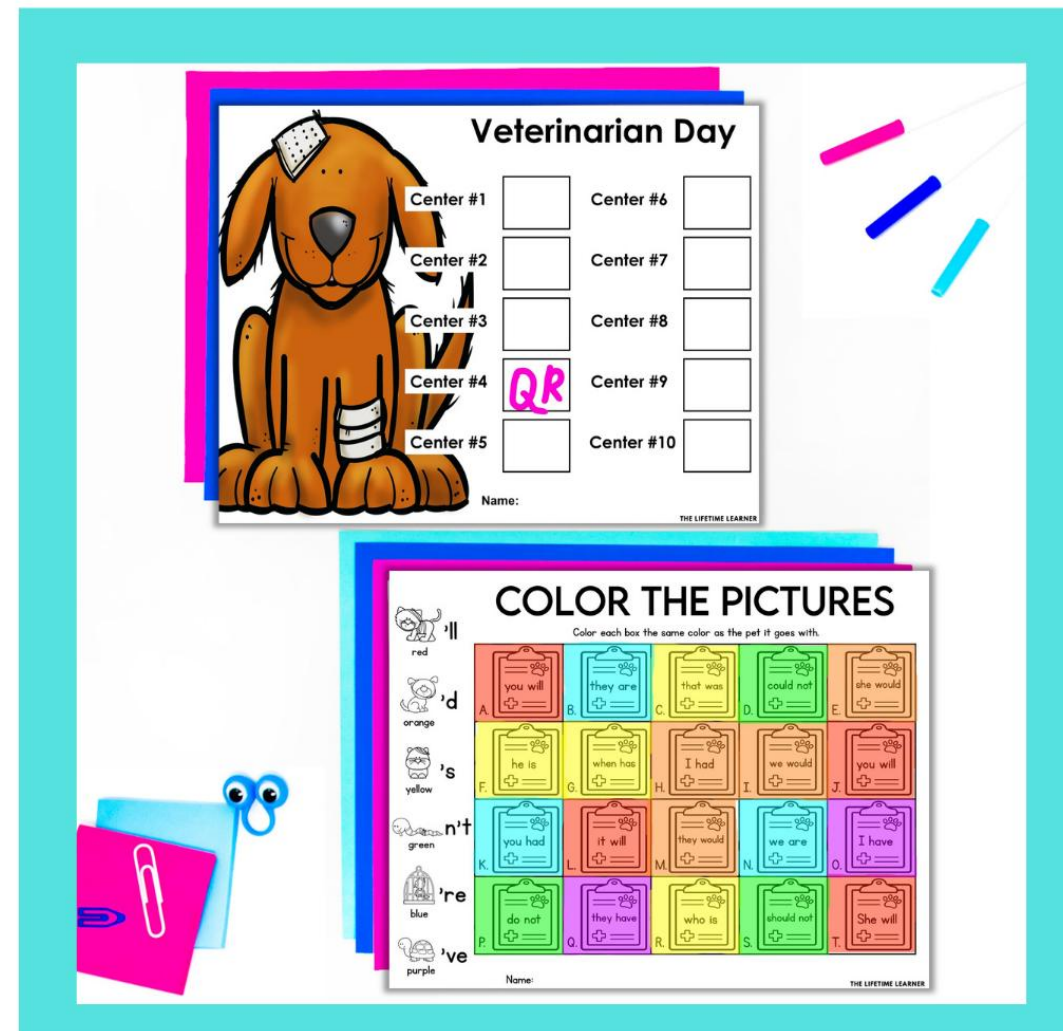 Veterinarian Day
Center #1
Center #6
Center #2
Center #7
Center #3
Center #8
Center #4
QR
Center #9
Center #5
Center #10
Name:
THE LIFETIME LEARNER
COLOR THE PICTURES
Color each box the same color as the pet it goes with.
'll
red
'd
orange
's
yellow
n't
green
're
blue
've
purple
A. you will
B. they are
C. that was
D. could not
E. she would
F. he is
G. when has
H. I had
I. we would
J. you will
K. you had
L. it will
M. they would
N. we are
O. I have
P. do not
Q. they have
R. who is
S. should not
T. She will
Name:
THE LIFETIME LEARNER